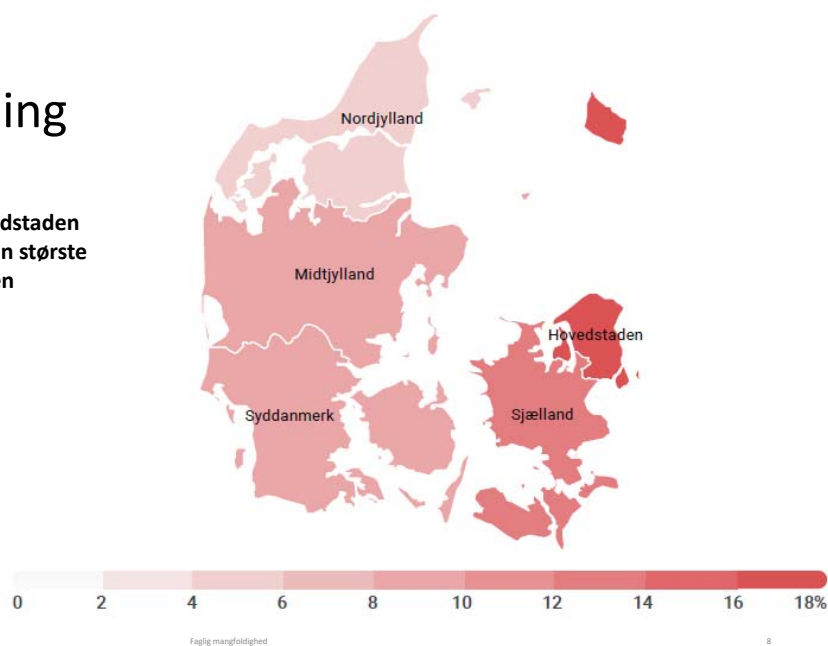 ing
dstaden
n største
en
Nordjylland
Midtjylland
Hovedstaden
Syddanmerk
Sjælland
0 2 4 6 8 10 12 14 16 18%
Faglig mangfoldighed 8